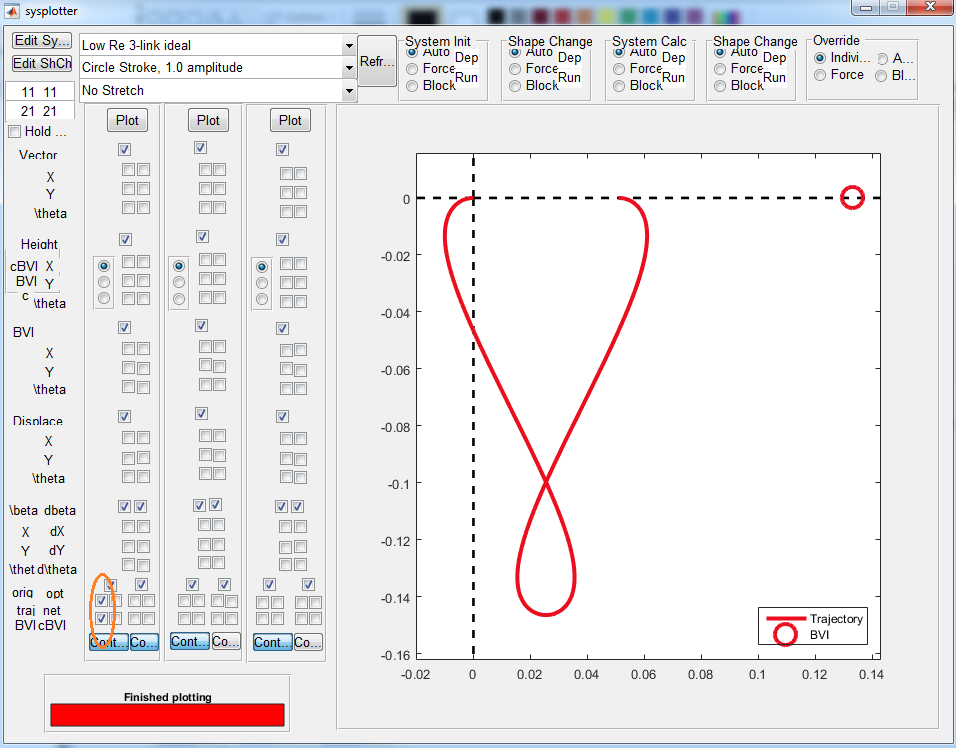 sysplotter
Edit Sy...
Edit ShCh
Low Re 3-link ideal
Circle Stroke, 1.0 amplitude
No Stretch
Refr...
System Init
Auto Dep
Force Run
Block
Shape Change
Auto Dep
Force Run
Block
System Calc
Auto Dep
Force Run
Block
Shape Change
Auto Dep
Force Run
Block
Override
Indivi... A...
Force Bl...
11 11
21 21
Hold ...
Plot Plot Plot
Vector
X
Y
\theta
Height
cBVI X
BVI Y
c \theta
BVI
X
Y
\theta
Displace
X
Y
\theta
\beta dbeta
X dX
Y dY
\thet d\theta
orig opt
traj net
BVI cBVI
Cont... Co... Cont... Co... Cont... Co...
Finished plotting
0
-0.02
-0.04
-0.06
-0.08
-0.1
-0.12
-0.14
-0.16
-0.02 0 0.02 0.04 0.06 0.08 0.1 0.12 0.14
Trajectory
BVI